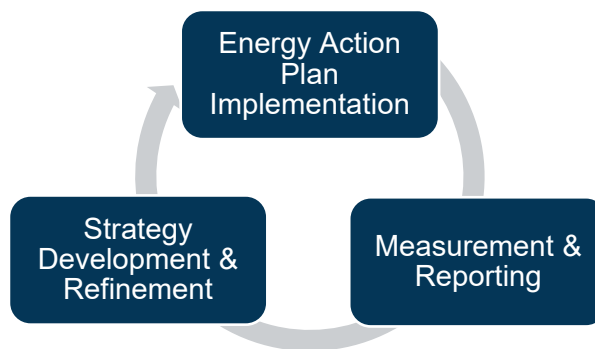 Energy Action
Plan
Implementation
Strategy
Development &
Refinement
Measurement &
Reporting